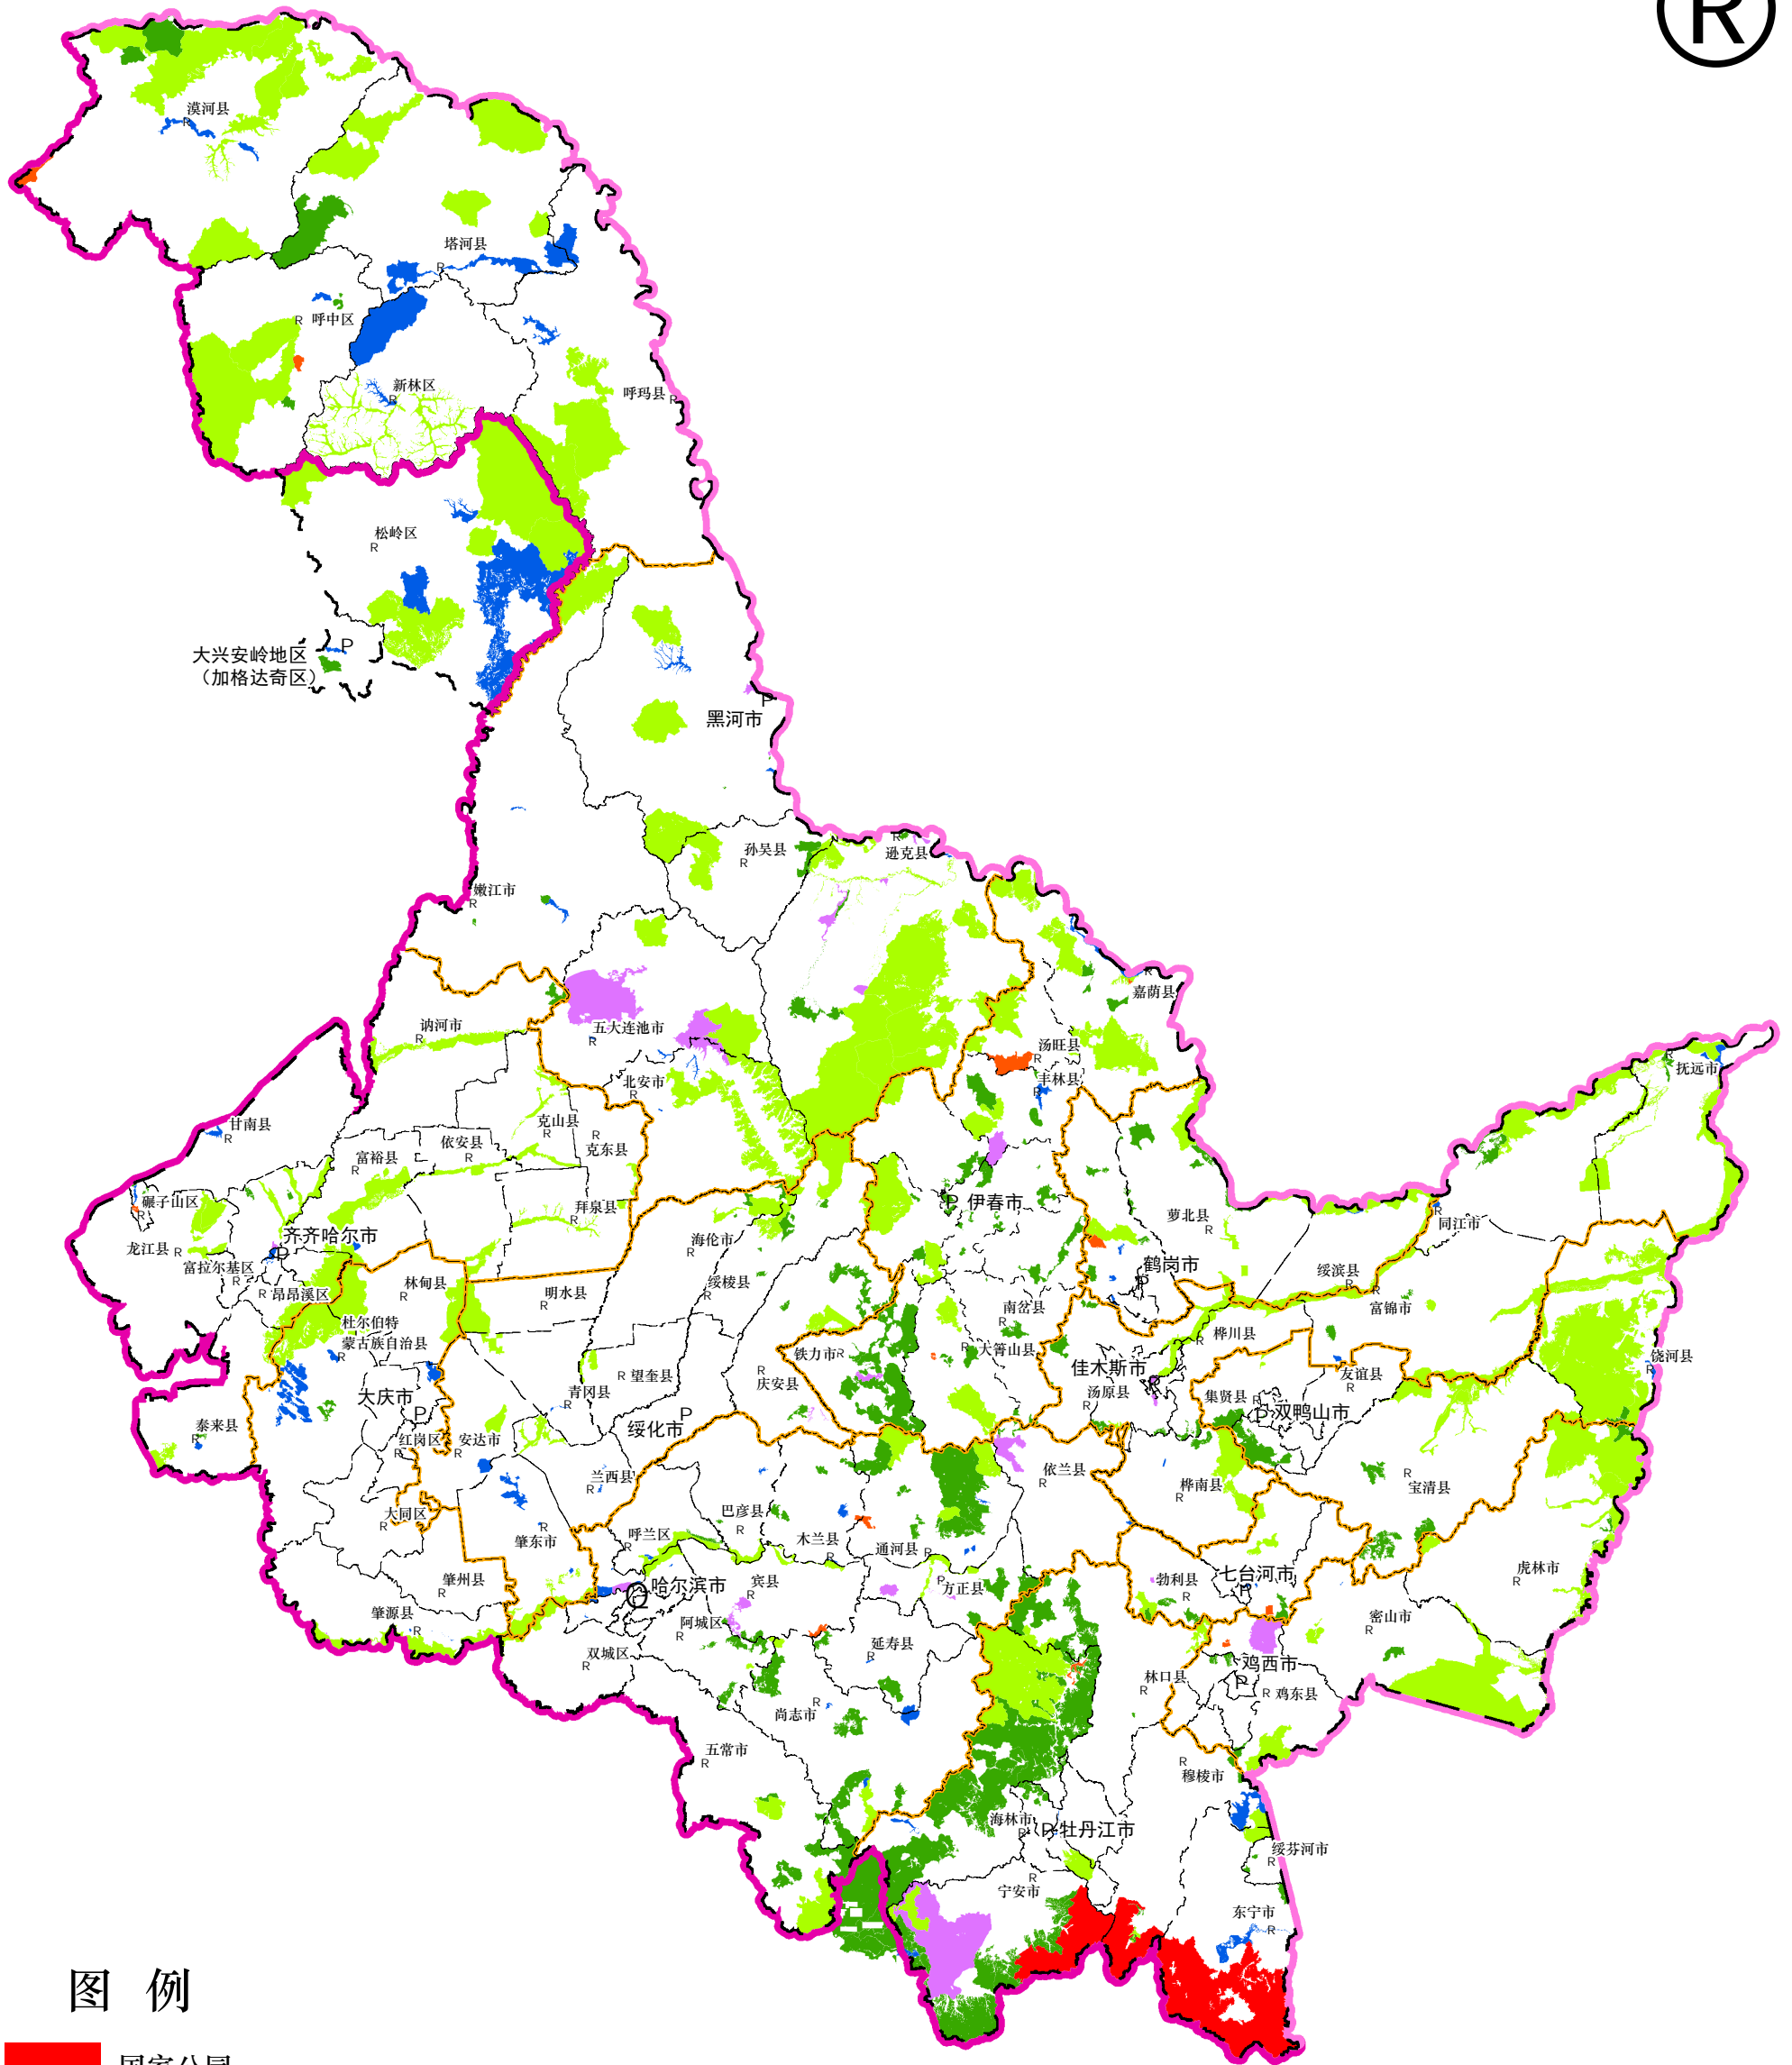 R
漠河县
塔河县
呼中区
新林区
呼玛县
松岭区
大兴安岭地区
（加格达奇区）
黑河市
孙吴县
逊克县
嫩江市
嘉荫县
讷河市
五大连池市
汤旺县
丰林县
抚远市
北安市
甘南县
克山县
依安县
克东县
富裕县
碾子山区
拜泉县
伊春市
萝北县
同江市
齐齐哈尔市
龙江县
海伦市
富拉尔基区
鹤岗市
绥滨县
昂昂溪区
林甸县
明水县
绥棱县
南岔县
富锦市
杜尔伯特
蒙古族自治县
桦川县
铁力市
大箐山县
饶河县
佳木斯市
友谊县
望奎县
庆安县
青冈县
汤原县
集贤县
大庆市
双鸭山市
泰来县
绥化市
红岗区
安达市
兰西县
依兰县
桦南县
宝清县
大同区
巴彦县
肇东市
呼兰区
木兰县
通河县
虎林市
肇州县
哈尔滨市
宾县
方正县
勃利县
七台河市
肇源县
阿城区
密山市
双城区
延寿县
鸡西市
林口县
鸡东县
尚志市
五常市
穆棱市
海林市
牡丹江市
绥芬河市
宁安市
东宁市
图 例
国家公园